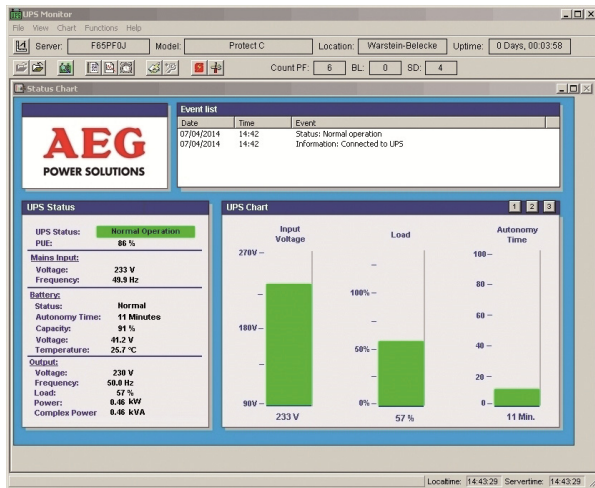 UPS Monitor
File View Chart Functions Help
Server: F65PF0J Model: Protect C Location: Warstein-Belecke Uptime: 0 Days, 00:03:58
Count PF: 6 BL: 0 SD: 4
Status Chart
AEG
POWER SOLUTIONS
Event list
Date Time Event
07/04/2014 14:42 Status: Normal operation
07/04/2014 14:42 Information: Connected to UPS
UPS Status
UPS Status: Normal Operation
PUE: 86 %
Mains Input:
Voltage: 233 V
Frequency: 49.9 Hz
Battery:
Status: Normal
Autonomy Time: 11 Minutes
Capacity: 91 %
Voltage: 41.2 V
Temperature: 25.7 °C
Output:
Voltage: 230 V
Frequency: 50.0 Hz
Load: 57 %
Power: 0.46 kW
Complex Power 0.46 kVA
UPS Chart 1 2 3
Input Voltage
270V
180V
90V
233 V
Load
100%
50%
0%
57 %
Autonomy Time
100
80
60
40
20
0
11 Min.
Localtime: 14:43:29 Servertime: 14:43:29